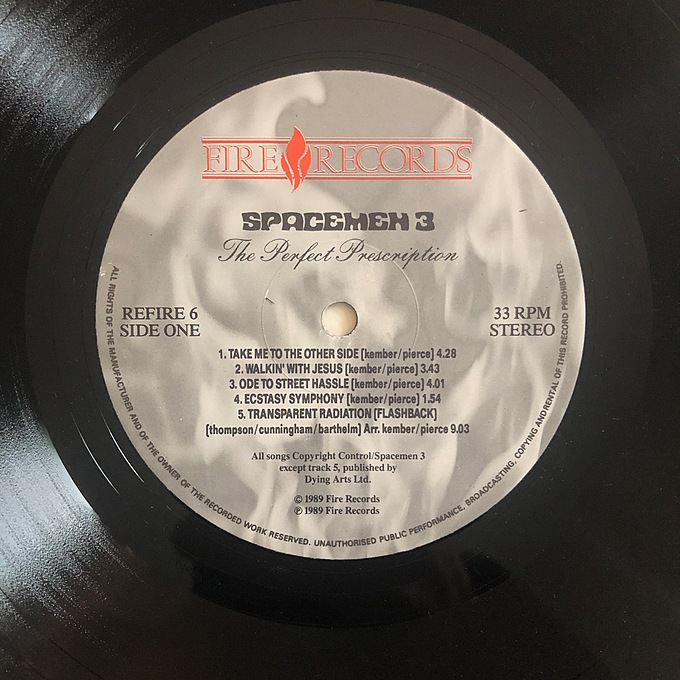 FIRE RECORDS
SPACEMEN 3
The Perfect Prescription
REFIRE 6
SIDE ONE
33 RPM
STEREO
1. TAKE ME TO THE OTHER SIDE [kember/pierce] 4.28
2. WALKIN' WITH JESUS [kember/pierce] 3.43
3. ODE TO STREET HASSLE [kember/pierce] 4.01
4. ECSTASY SYMPHONY [kember/pierce] 1.54
5. TRANSPARENT RADIATION [FLASHBACK]
[thompson/cunningham/barthelm] Arr. kember/pierce 9.03
All songs Copyright Control/Spacemen 3
except track 5, published by
Dying Arts Ltd.
© 1989 Fire Records
℗ 1989 Fire Records
ALL RIGHTS OF THE MANUFACTURER AND OF THE OWNER OF THE RECORDED WORK RESERVED. UNAUTHORISED PUBLIC PERFORMANCE, BROADCASTING, COPYING AND RENTAL OF THIS RECORD PROHIBITED.